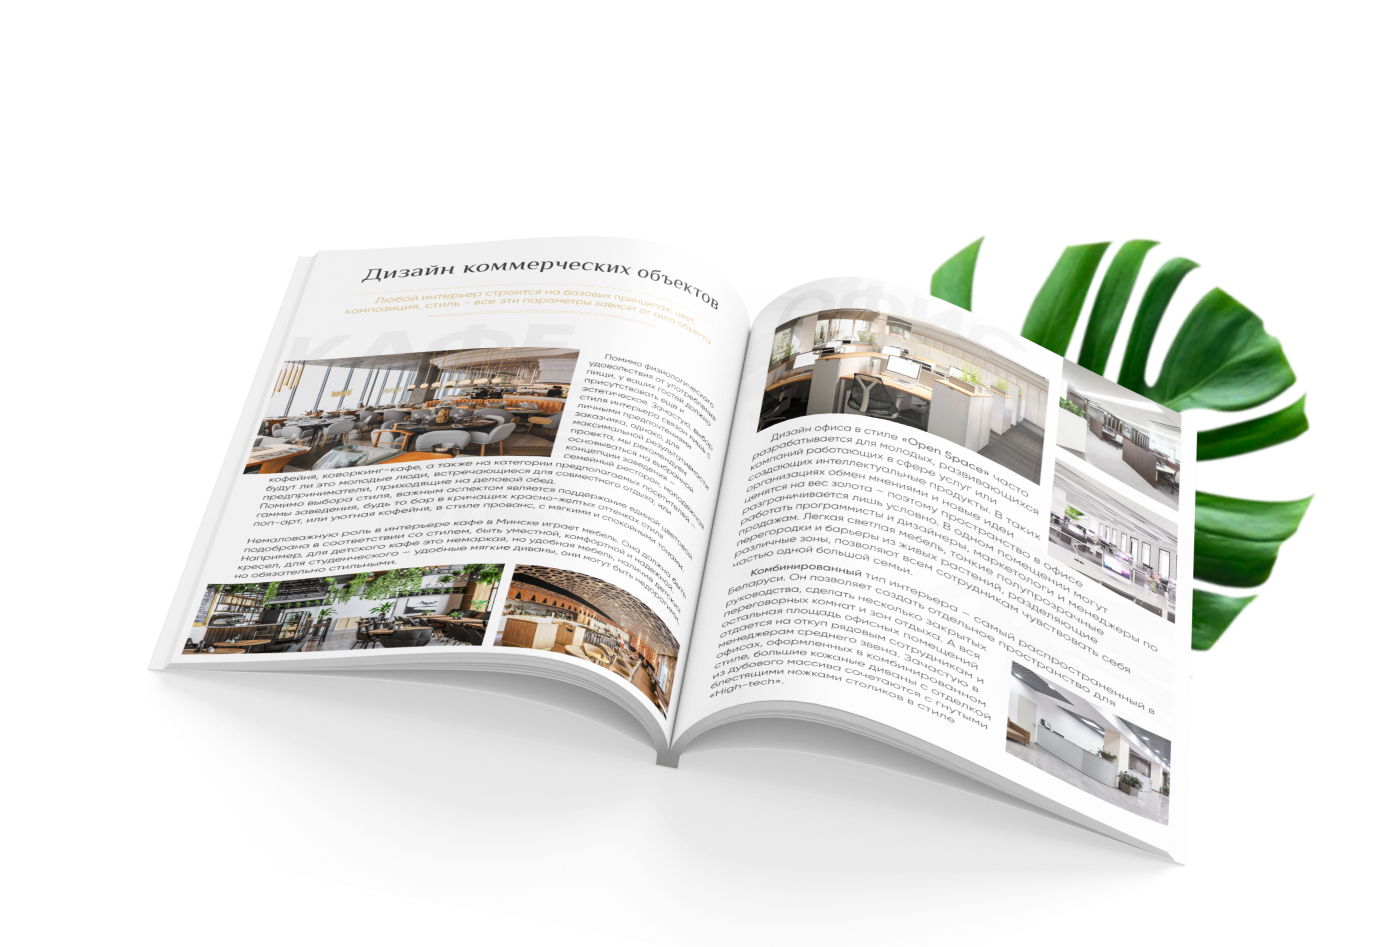 Дизайн коммерческих объектов
Любой интерьер строится на базовых принципах: цвет,
композиция, стиль - все эти параметры зависят от типа объекта
КАФЕ
Помимо физиологического
удовольствия от употребления
пищи, у ваших гостей должно
присутствовать еще и
эстетическое. Зачастую, выбор
стиля интерьера связан лишь с
личными предпочтениями
заказчика, однако, для
максимальной результативности
проекта, мы рекомендуем
основываться на выбранной
концепции заведения -
семейный ресторан, молодежная
кофейня, коворкинг-кафе, а также на категории предполагаемых посетителей
будут ли это молодые люди, встречающиеся для совместного отдыха, или
предприниматели, приходящие на деловой обед.
Помимо выбора стиля, важным аспектом является поддержание единой цветовой
гаммы заведения, будь то бар в кричащих красно-желтых оттенках стиля
поп-арт, или уютная кофейня, в стиле прованс, с мягкими и спокойными тонами.
Немаловажную роль в интерьере кафе в Минске играет мебель. Она должна быть
подобрана в соответствии со стилем, быть уместной, комфортной и надежной.
Например, для детского кафе это немаркая, но удобная мебель, наличие детских
кресел, для студенческого – удобные мягкие диваны, они могут быть недорогими,
но обязательно стильными.
ОФИС
Дизайн офиса в стиле «Open Space» часто
разрабатывается для молодых, развивающихся
компаний работающих в сфере услуг или
создающих интеллектуальные продукты. В таких
организациях обмен мнениями и новые идеи
ценятся на вес золота – поэтому пространство в офисе
разграничивается лишь условно. В одном помещении могут
работать программисты и дизайнеры, маркетологи и менеджеры по
продажам. Легкая светлая мебель, тонкие полупрозрачные
перегородки и барьеры из живых растений, разделяющие
различные зоны, позволяют всем сотрудникам чувствовать себя
частью одной большой семьи.
Комбинированный тип интерьера – самый распространенный в
Беларуси. Он позволяет создать отдельное пространство для
руководства, сделать несколько закрытых
переговорных комнат и зон отдыха. А вся
остальная площадь офисных помещений
отдается на откуп рядовым сотрудникам и
менеджерам среднего звена. Зачастую в
офисах, оформленных в комбинированном
стиле, большие кожаные диваны с отделкой
из дубового массива сочетаются с гнутыми
блестящими ножками столиков в стиле
«High-tech».